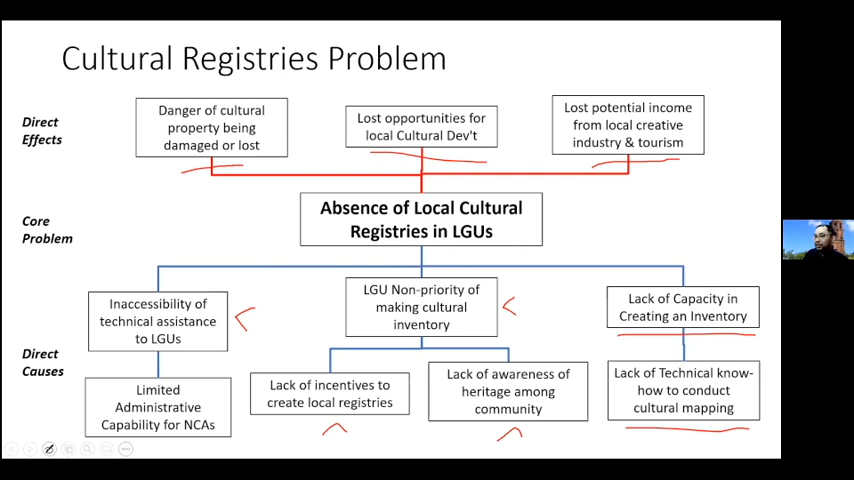 Cultural Registries Problem
Direct
Effects
Danger of cultural
property being
damaged or lost
Lost opportunities for
local Cultural Dev't
Lost potential income
from local creative
industry & tourism
Core
Problem
Absence of Local Cultural
Registries in LGUs
Direct
Causes
Inaccessibility of
technical assistance
to LGUs
LGU Non-priority of
making cultural
inventory
Lack of Capacity in
Creating an Inventory
Limited
Administrative
Capability for NCAs
Lack of incentives to
create local registries
Lack of awareness of
heritage among
community
Lack of Technical know-
how to conduct
cultural mapping